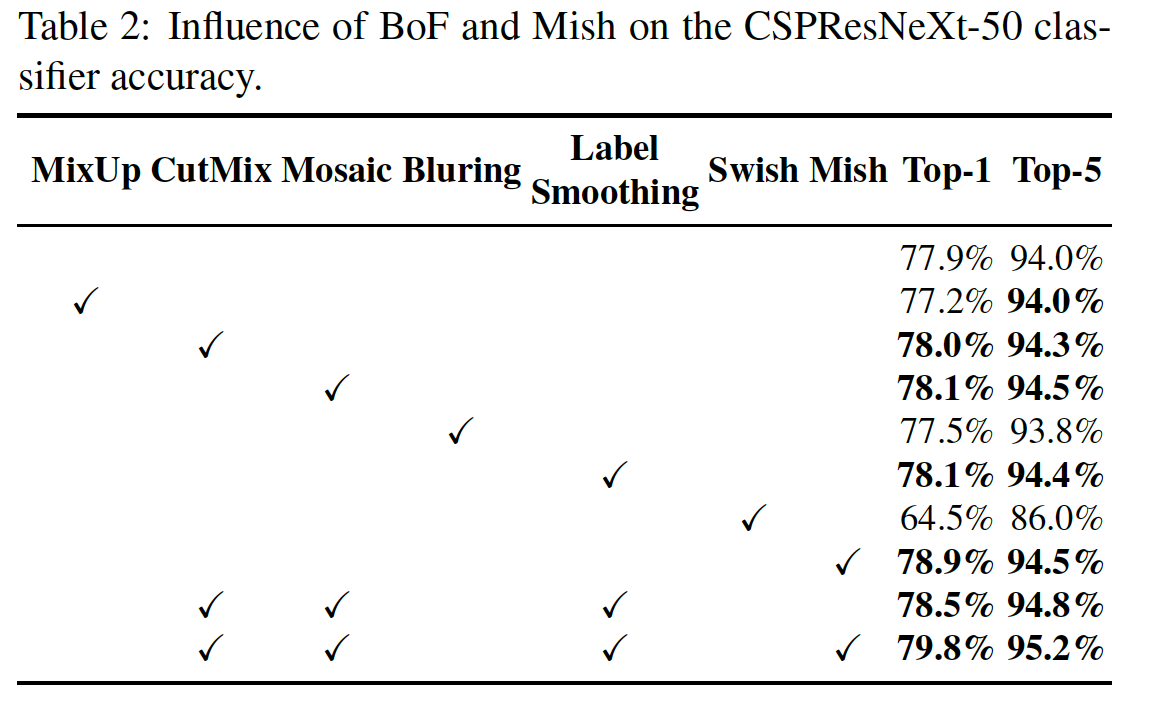 Table 2: Influence of BoF and Mish on the CSPResNeXt-50 clas-
sifier accuracy.
MixUp CutMix Mosaic Bluring Label Smoothing Swish Mish Top-1 Top-5
77.9% 94.0%
✓ 77.2% 94.0%
✓ 78.0% 94.3%
✓ 78.1% 94.5%
✓ 77.5% 93.8%
✓ 78.1% 94.4%
✓ 64.5% 86.0%
✓ 78.9% 94.5%
✓ ✓ ✓ 78.5% 94.8%
✓ ✓ ✓ ✓ 79.8% 95.2%